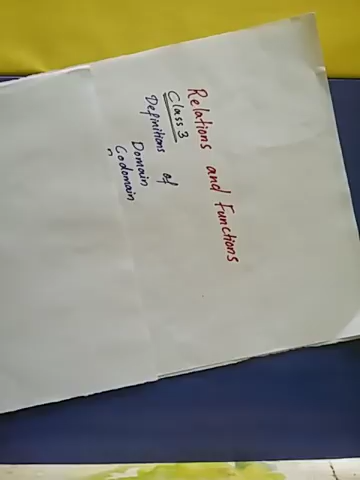 Relations and Functions
Class 3
Definitions of
Domain
Codomain